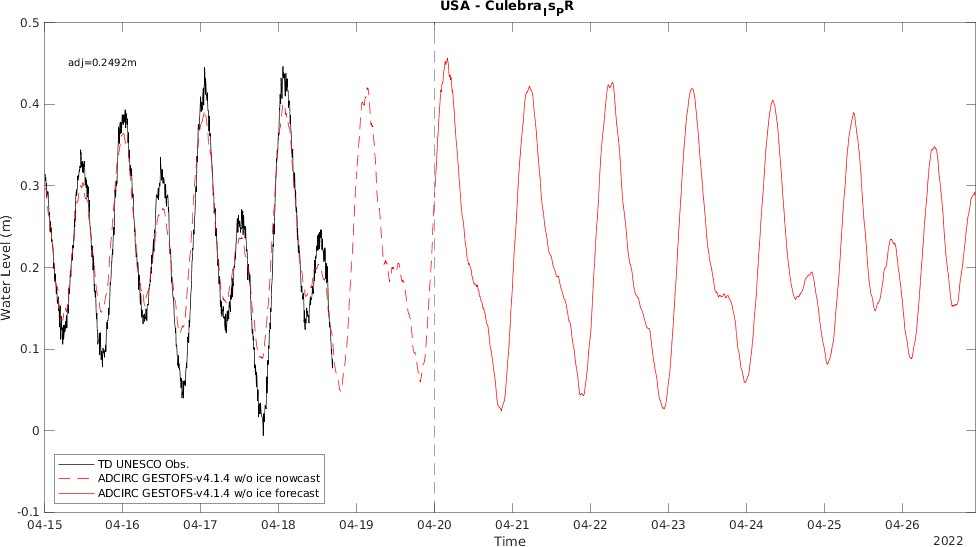 USA - CulebraIsPR
adj=0.2492m
0.5
0.4
0.3
0.2
0.1
0
-0.1
Water Level (m)
TD UNESCO Obs.
ADCIRC GESTOFS-v4.1.4 w/o ice nowcast
ADCIRC GESTOFS-v4.1.4 w/o ice forecast
04-15 04-16 04-17 04-18 04-19 04-20 04-21 04-22 04-23 04-24 04-25 04-26
Time
2022